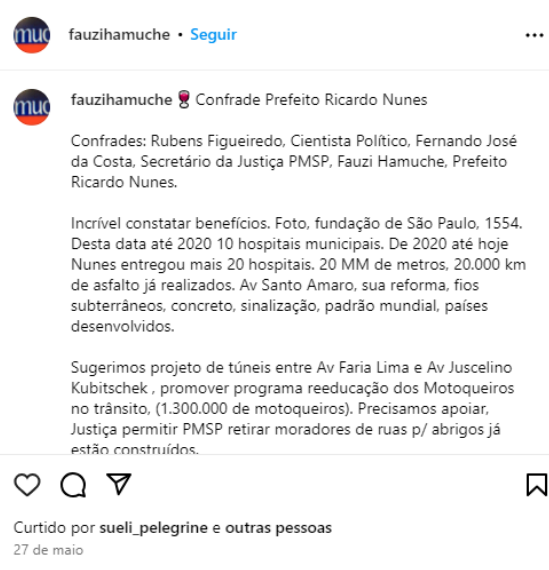 muc
fauzihamuche • Seguir
muc
fauzihamuche 🍷 Confrade Prefeito Ricardo Nunes
Confrades: Rubens Figueiredo, Cientista Político, Fernando José
da Costa, Secretário da Justiça PMSP, Fauzi Hamuche, Prefeito
Ricardo Nunes.
Incrível constatar benefícios. Foto, fundação de São Paulo, 1554.
Desta data até 2020 10 hospitais municipais. De 2020 até hoje
Nunes entregou mais 20 hospitais. 20 MM de metros, 20.000 km
de asfalto já realizados. Av Santo Amaro, sua reforma, fios
subterrâneos, concreto, sinalização, padrão mundial, países
desenvolvidos.
Sugerimos projeto de túneis entre Av Faria Lima e Av Juscelino
Kubitschek , promover programa reeducação dos Motoqueiros
no trânsito, (1.300.000 de motoqueiros). Precisamos apoiar,
Justiça permitir PMSP retirar moradores de ruas p/ abrigos já
estão construídos.
Curtido por sueli_pelegrine e outras pessoas
27 de maio